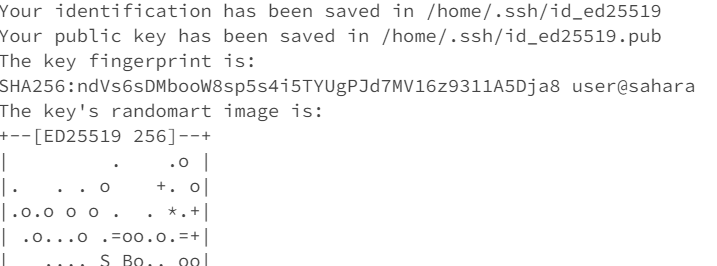 Your identification has been saved in /home/.ssh/id_ed25519
Your public key has been saved in /home/.ssh/id_ed25519.pub
The key fingerprint is:
SHA256:ndVs6sDMbooW8sp5s4i5TYUgPJd7MV16z9311A5Dja8 user@sahara
The key's randomart image is:
+--[ED25519 256]--+
|         .    .o |
|.   . . o    +. o|
|.o.o o o .  . *.+|
| .o...o .=oo.o.=+|
|   .... S Bo.. oo|